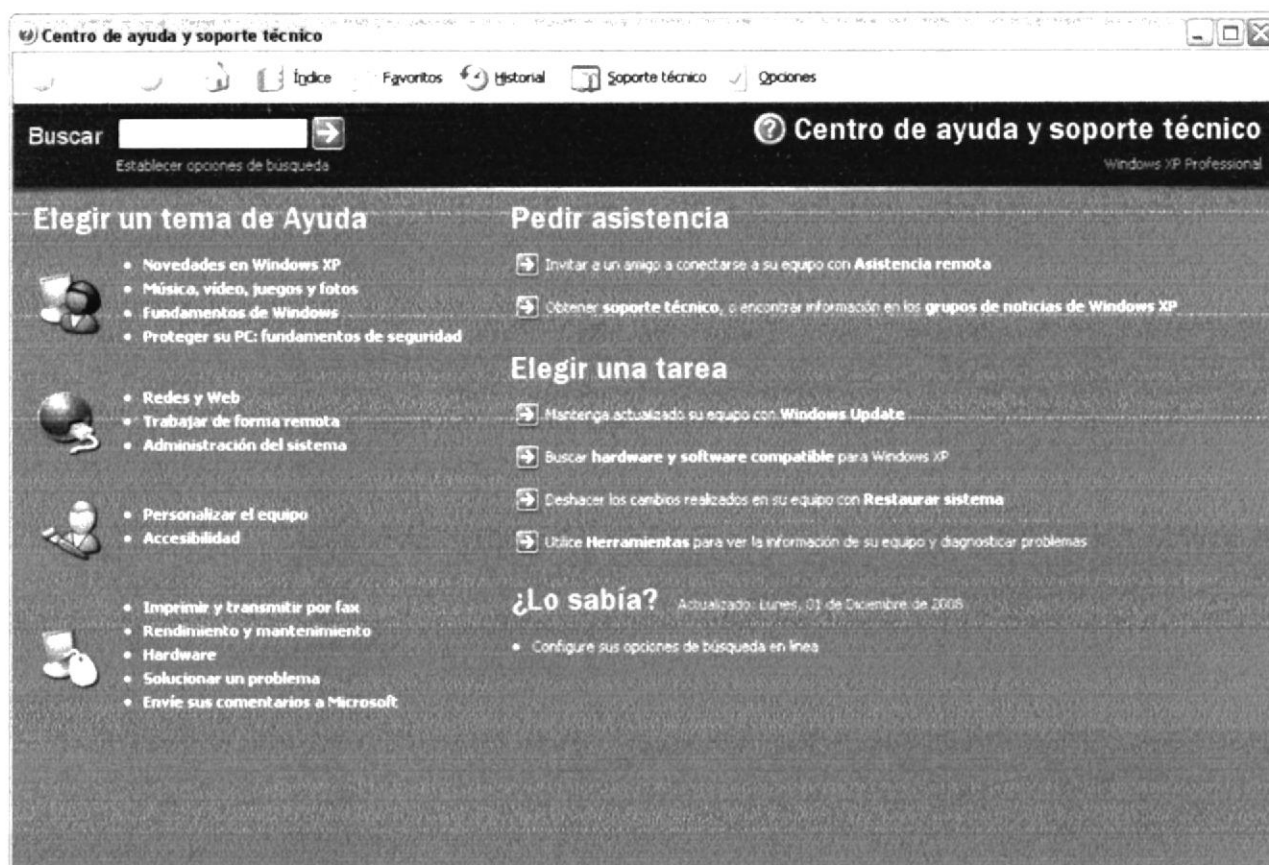 Centro de ayuda y soporte técnico
Índice Favoritos Historial Soporte técnico Opciones
Buscar
Establecer opciones de búsqueda
Centro de ayuda y soporte técnico
Windows XP Professional
Elegir un tema de Ayuda
Novedades en Windows XP
Música, vídeo, juegos y fotos
Fundamentos de Windows
Proteger su PC: fundamentos de seguridad
Redes y Web
Trabajar de forma remota
Administración del sistema
Personalizar el equipo
Accesibilidad
Imprimir y transmitir por fax
Rendimiento y mantenimiento
Hardware
Solucionar un problema
Envíe sus comentarios a Microsoft
Pedir asistencia
Invitar a un amigo a conectarse a su equipo con Asistencia remota
Obtener soporte técnico, o encontrar información en los grupos de noticias de Windows XP
Elegir una tarea
Mantenga actualizado su equipo con Windows Update
Buscar hardware y software compatible para Windows XP
Deshacer los cambios realizados en su equipo con Restaurar sistema
Utilice Herramientas para ver la información de su equipo y diagnosticar problemas
¿Lo sabía? Actualizado: Lunes, 01 de Diciembre de 2008
Configure sus opciones de búsqueda en línea